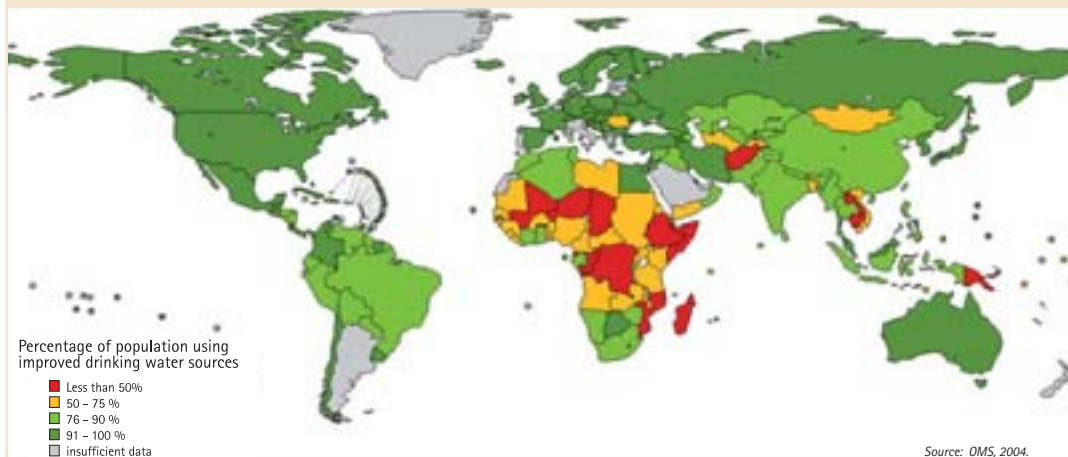 Percentage of population using
improved drinking water sources
Less than 50%
50 - 75 %
76 - 90 %
91 - 100 %
insufficient data
Source: OMS, 2004.